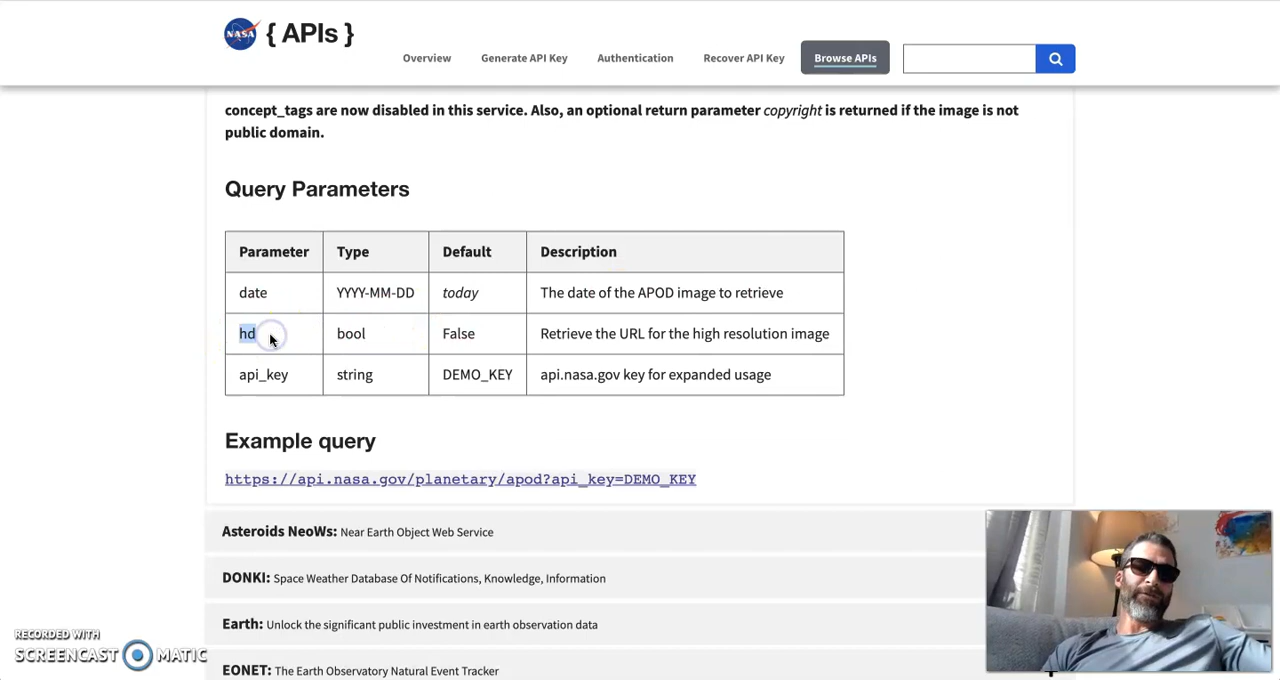 NASA { APIs }
Overview Generate API Key Authentication Recover API Key Browse APIs
concept_tags are now disabled in this service. Also, an optional return parameter copyright is returned if the image is not
public domain.
Query Parameters
Parameter Type Default Description
date YYYY-MM-DD today The date of the APOD image to retrieve
hd bool False Retrieve the URL for the high resolution image
api_key string DEMO_KEY api.nasa.gov key for expanded usage
Example query
https://api.nasa.gov/planetary/apod?api_key=DEMO_KEY
Asteroids NeoWs: Near Earth Object Web Service
DONKI: Space Weather Database Of Notifications, Knowledge, Information
Earth: Unlock the significant public investment in earth observation data
EONET: The Earth Observatory Natural Event Tracker
RECORDED WITH
SCREENCAST MATIC